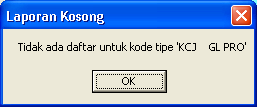 Laporan Kosong
Tidak ada daftar untuk kode tipe 'KCJ    GL PRO'
OK